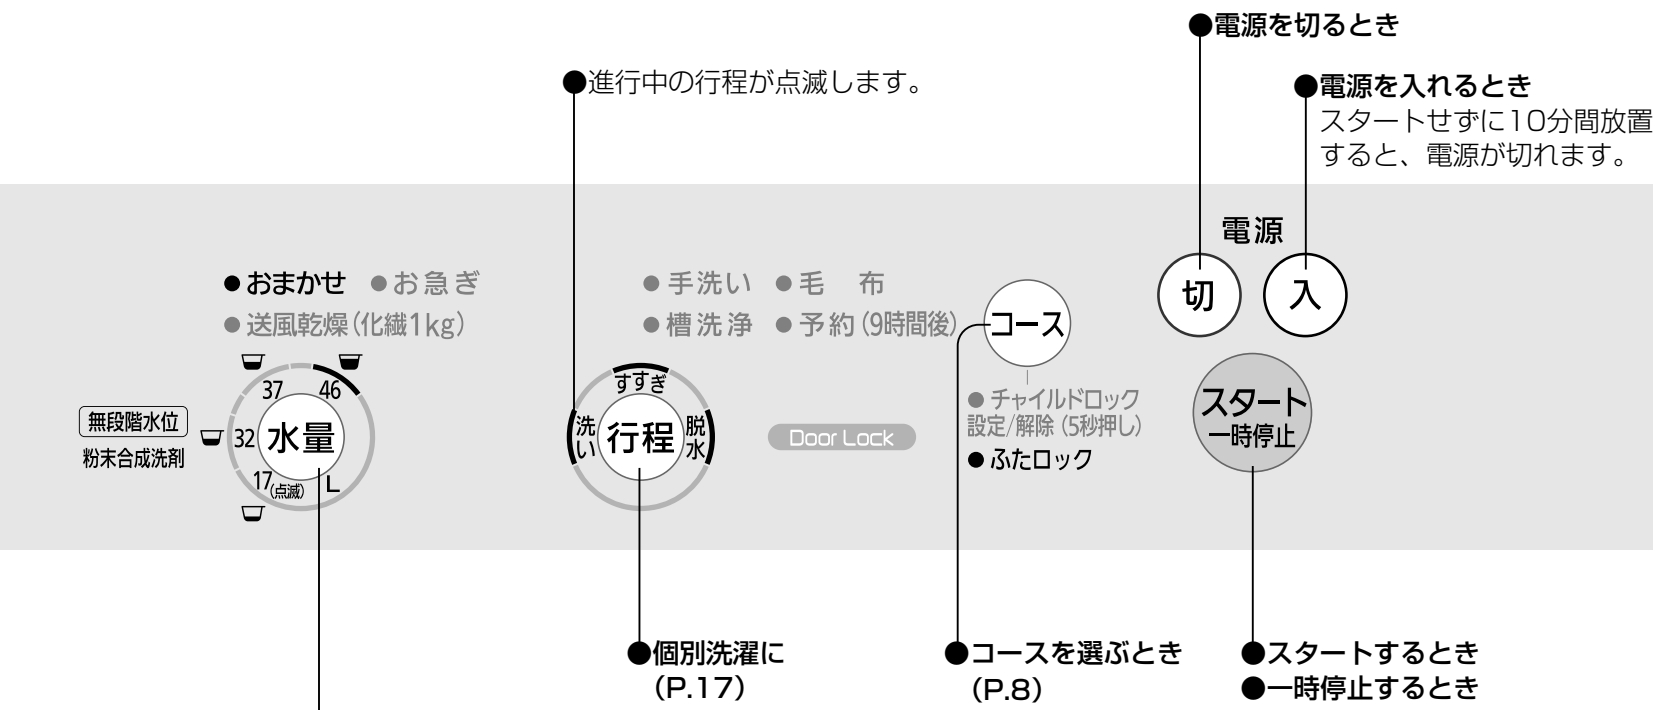 ●電源を切るとき
●進行中の行程が点滅します。
●電源を入れるとき
スタートせずに10分間放置
すると、電源が切れます。
電源
切 入
●おまかせ ●お急ぎ
●送風乾燥(化繊1kg)
●手洗い ●毛 布
●槽洗浄 ●予約(9時間後)
コース
37 46
無段階水位
粉末合成洗剤
32 水量
17(点滅) L
すすぎ
洗い 行程 脱水
Door Lock
●チャイルドロック
設定/解除(5秒押し)
●ふたロック
スタート
一時停止
●個別洗濯に
(P.17)
●コースを選ぶとき
(P.8)
●スタートするとき
●一時停止するとき